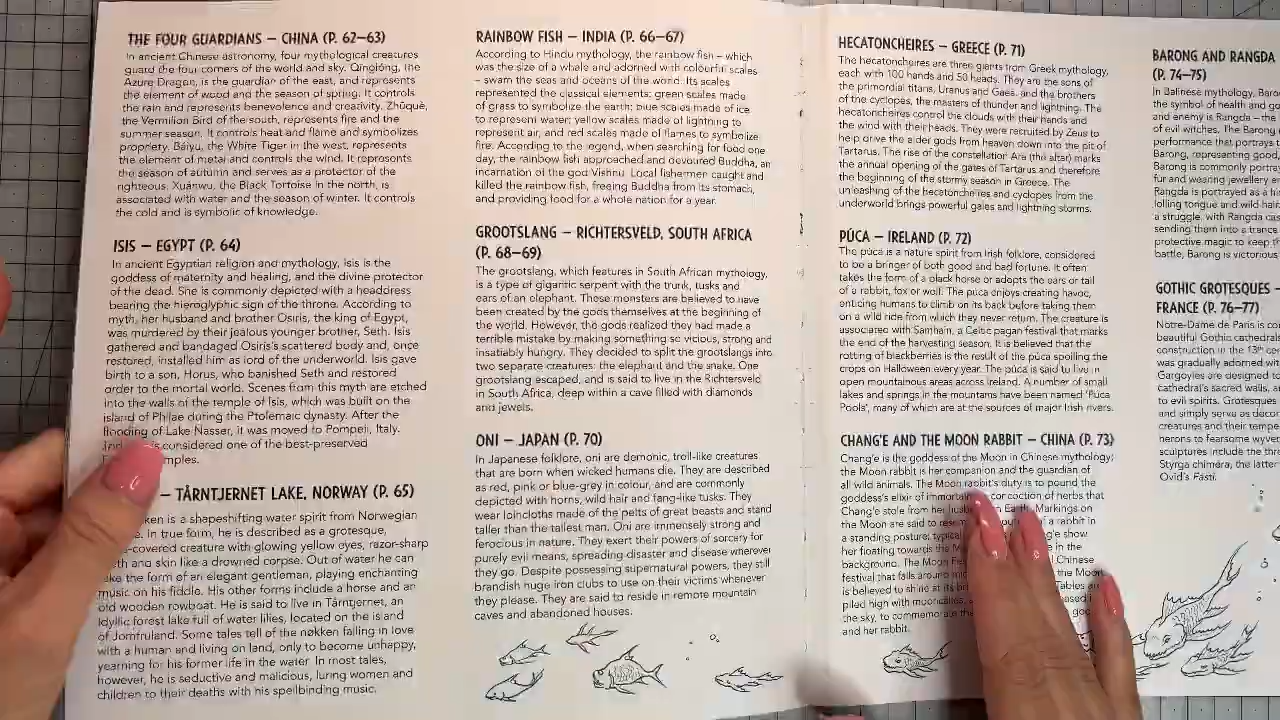 THE FOUR GUARDIANS – CHINA (P. 62–63)
In ancient Chinese astronomy, four mythological creatures
guard the four corners of the world and sky. Qīnglóng, the
Azure Dragon, is the guardian of the east, and represents
the element of wood and the season of spring. It controls
the rain and represents benevolence and creativity. Zhūquè,
the Vermilion Bird of the south, represents fire and the
summer season. It controls heat and flame and symbolizes
propriety. Báihǔ, the White Tiger in the west, represents
the element of metal and controls the wind. It represents
the season of autumn and serves as a protector of the
righteous. Xuánwǔ, the Black Tortoise in the north, is
associated with water and the season of winter. It controls
the cold and is symbolic of knowledge.
ISIS – EGYPT (P. 64)
In ancient Egyptian religion and mythology, Isis is the
goddess of maternity and healing, and the divine protector
of the dead. She is commonly depicted with a headdress
bearing the hieroglyphic sign of the throne. According to
myth, her husband and brother Osiris, the king of Egypt,
was murdered by their jealous younger brother, Seth. Isis
gathered and bandaged Osiris's scattered body and, once
restored, installed him as lord of the underworld. Isis gave
birth to a son, Horus, who banished Seth and restored
order to the mortal world. Scenes from this myth are etched
into the walls of the temple of Isis, which was built on the
island of Philae during the Ptolemaic dynasty. After the
flooding of Lake Nasser, it was moved to Pompeii, Italy.
considered one of the best-preserved
– TÅRNTJERNET LAKE, NORWAY (P. 65)
is a shapeshifting water spirit from Norwegian
In true form, he is described as a grotesque,
-covered creature with glowing yellow eyes, razor-sharp
and skin like a drowned corpse. Out of water he can
the form of an elegant gentleman, playing enchanting
music on his fiddle. His other forms include a horse and an
old wooden rowboat. He is said to live in Tårntjernet, an
idyllic forest lake full of water lilies, located on the island
of Jomfruland. Some tales tell of the nøkken falling in love
with a human and living on land, only to become unhappy,
yearning for his former life in the water. In most tales,
however, he is seductive and malicious, luring women and
children to their deaths with his spellbinding music.
RAINBOW FISH – INDIA (P. 66–67)
According to Hindu mythology, the rainbow fish – which
was the size of a whale and adorned with colourful scales
– swam the seas and oceans of the world. Its scales
represented the classical elements: green scales made
of grass to symbolize the earth; blue scales made of ice
to represent water; yellow scales made of lightning to
represent air, and red scales made of flames to symbolize
fire. According to the legend, when searching for food one
day, the rainbow fish approached and devoured Buddha, an
incarnation of the god Vishnu. Local fishermen caught and
killed the rainbow fish, freeing Buddha from its stomach,
and providing food for a whole nation for a year.
GROOTSLANG – RICHTERSVELD, SOUTH AFRICA
(P. 68–69)
The grootslang, which features in South African mythology,
is a type of gigantic serpent with the trunk, tusks and
ears of an elephant. These monsters are believed to have
been created by the gods themselves at the beginning of
the world. However, the gods realized they had made a
terrible mistake by making something so vicious, strong and
insatiably hungry. They decided to split the grootslangs into
two separate creatures: the elephant and the snake. One
grootslang escaped, and is said to live in the Richtersveld
in South Africa, deep within a cave filled with diamonds
and jewels.
ONI – JAPAN (P. 70)
In Japanese folklore, oni are demonic, troll-like creatures
that are born when wicked humans die. They are described
as red, pink or blue-grey in colour, and are commonly
depicted with horns, wild hair and fang-like tusks. They
wear loincloths made of the pelts of great beasts and stand
taller than the tallest man. Oni are immensely strong and
ferocious in nature. They exert their powers of sorcery for
purely evil means, spreading disaster and disease wherever
they go. Despite possessing supernatural powers, they still
brandish huge iron clubs to use on their victims whenever
they please. They are said to reside in remote mountain
caves and abandoned houses.
HECATONCHEIRES – GREECE (P. 71)
The hecatoncheires are three giants from Greek mythology,
each with 100 hands and 50 heads. They are the sons of
the primordial titans, Uranus and Gaea, and the brothers
of the cyclopes, the masters of thunder and lightning. The
hecatoncheires control the clouds with their hands and
the wind with their heads. They were recruited by Zeus to
help drive the elder gods from heaven down into the pit of
Tartarus. The rise of the constellation Ara (the altar) marks
the annual opening of the gates of Tartarus and therefore
the beginning of the stormy season in Greece. The
unleashing of the hecatoncheires and cyclopes from the
underworld brings powerful gales and lightning storms.
PÚCA – IRELAND (P. 72)
The púca is a nature spirit from Irish folklore, considered
to be a bringer of both good and bad fortune. It often
takes the form of a black horse or adopts the ears or tail
of a rabbit, fox or wolf. The púca enjoys creating havoc,
enticing humans to climb on its back before taking them
on a wild ride from which they never return. The creature is
associated with Samhain, a Celtic pagan festival that marks
the end of the harvesting season. It is believed that the
rotting of blackberries is the result of the púca spoiling the
crops on Halloween every year. The púca is said to live in
open mountainous areas across Ireland. A number of small
lakes and springs in the mountains have been named 'Púca
Pools', many of which are at the sources of major Irish rivers.
CHANG'E AND THE MOON RABBIT – CHINA (P. 73)
Chang'e is the goddess of the Moon in Chinese mythology;
the Moon rabbit is her companion and the guardian of
all wild animals. The Moon rabbit's duty is to pound the
goddess's elixir of concoction of herbs that
Chang'e stole from her Earth. Markings on
the Moon are said to of a rabbit in
a standing posture; show
her floating towards the in the
background. The Moon Chinese
festival that falls around the Moon
is believed to shine at its
piled high with mooncakes,
the sky, to commemorate
and her rabbit.
BARONG AND RANGDA
(P. 74–75)
In Balinese mythology,
the symbol of health and
and enemy is Rangda – the
of evil witches. The Barong
performance that portrays
Barong, representing good,
Barong is commonly
fur and wearing jewellery
Rangda is portrayed as a
lolling tongue and wild
a struggle, with Rangda
sending them into a trance
protective magic to keep
battle, Barong is victorious
GOTHIC GROTESQUES –
FRANCE (P. 76–77)
Notre-Dame de Paris is
beautiful Gothic
construction in the 13th
was gradually adorned
Gargoyles are designed
cathedral's sacred walls,
to evil spirits. Grotesques
and simply serve as
creatures and their
herons to fearsome
sculptures include the
Styrga chimera, the latter
Ovid's Fasti.